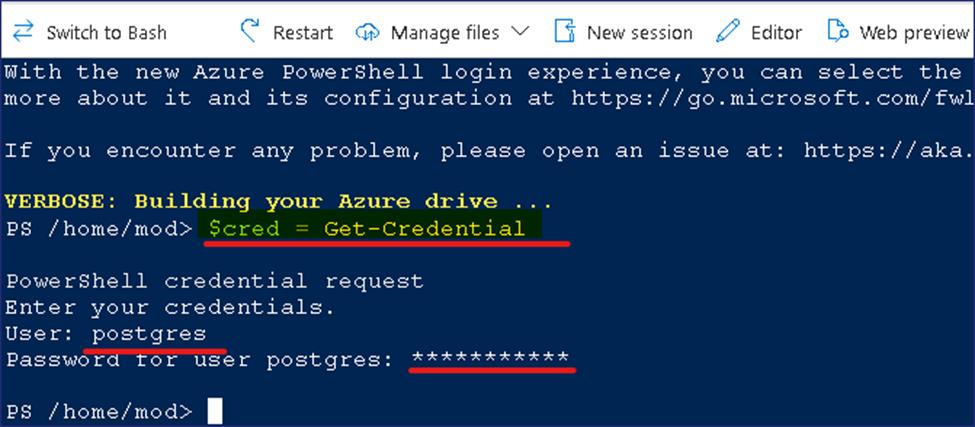 Switch to Bash Restart Manage files New session Editor Web preview
With the new Azure PowerShell login experience, you can select the
more about it and its configuration at https://go.microsoft.com/fwl
If you encounter any problem, please open an issue at: https://aka.
VERBOSE: Building your Azure drive ...
PS /home/mod> $cred = Get-Credential
PowerShell credential request
Enter your credentials.
User: postgres
Password for user postgres: ***********
PS /home/mod>